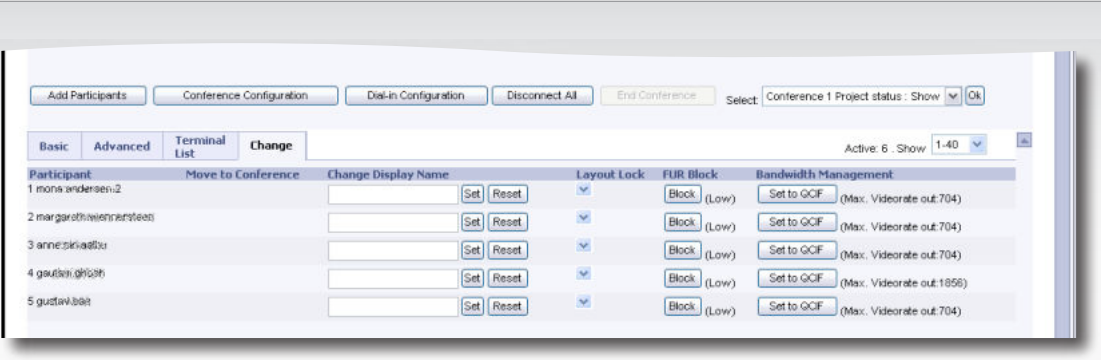 Add Participants Conference Configuration Dial-in Configuration Disconnect All End Conference Select: Conference 1 Project status : Show Ok
Basic Advanced Terminal List Change Active: 6 . Show 1-40
Participant Move to Conference Change Display Name Layout Lock FUR Block Bandwidth Management
1 Set Reset Block (Low) Set to QCIF (Max. Videorate out:704)
2 Set Reset Block (Low) Set to QCIF (Max. Videorate out:704)
3 Set Reset Block (Low) Set to QCIF (Max. Videorate out:704)
4 Set Reset Block (Low) Set to QCIF (Max. Videorate out:1856)
5 Set Reset Block (Low) Set to QCIF (Max. Videorate out:704)